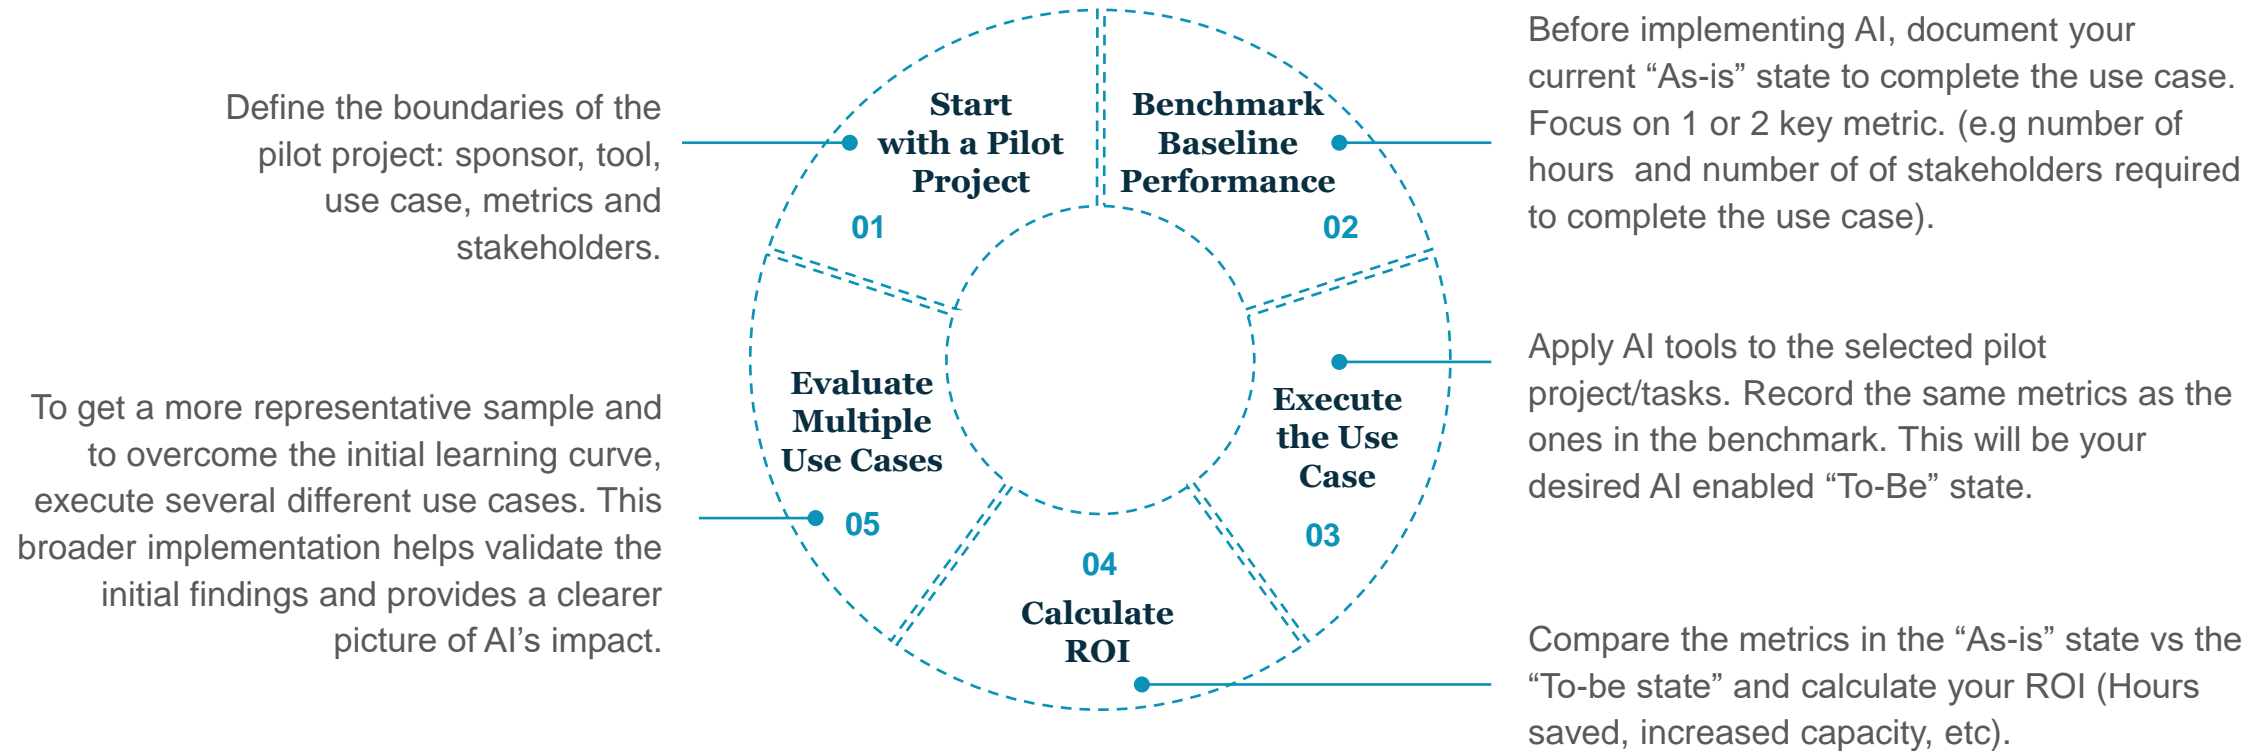 Define the boundaries of the
pilot project: sponsor, tool,
use case, metrics and
stakeholders.
Start
with a Pilot
Project
01
Benchmark
Baseline
Performance
02
Before implementing AI, document your
current “As-is” state to complete the use case.
Focus on 1 or 2 key metric. (e.g number of
hours  and number of of stakeholders required
to complete the use case).
Execute
the Use
Case
03
Apply AI tools to the selected pilot
project/tasks. Record the same metrics as the
ones in the benchmark. This will be your
desired AI enabled “To-Be” state.
04
Calculate
ROI
Compare the metrics in the “As-is” state vs the
“To-be state” and calculate your ROI (Hours
saved, increased capacity, etc).
Evaluate
Multiple
Use Cases
05
To get a more representative sample and
to overcome the initial learning curve,
execute several different use cases. This
broader implementation helps validate the
initial findings and provides a clearer
picture of AI’s impact.